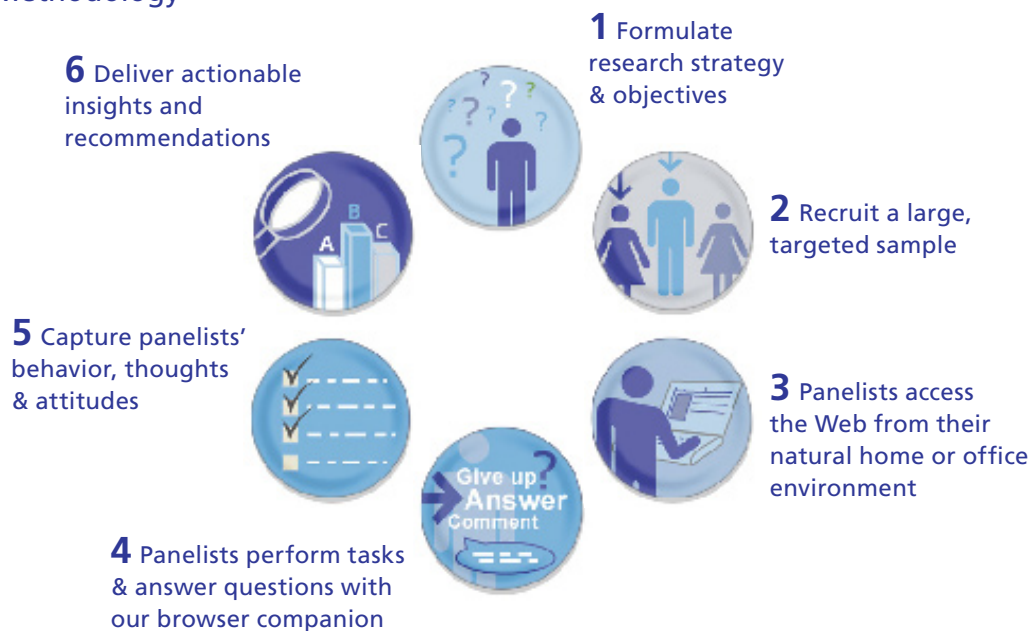 1 Formulate
research strategy
& objectives
2 Recruit a large,
targeted sample
3 Panelists access
the Web from their
natural home or office
environment
4 Panelists perform tasks
& answer questions with
our browser companion
5 Capture panelists’
behavior, thoughts
& attitudes
6 Deliver actionable
insights and
recommendations
? ? ? ? ? ? ? ? ?
A
B
C
Give up
?
Answer
Comment